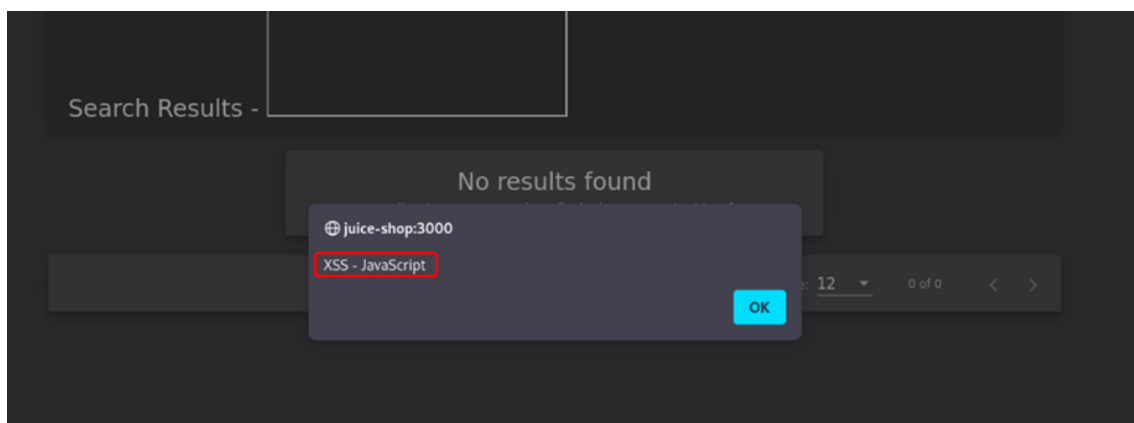 Search Results -
No results found
juice-shop:3000
XSS - JavaScript
12 0 of 0
OK